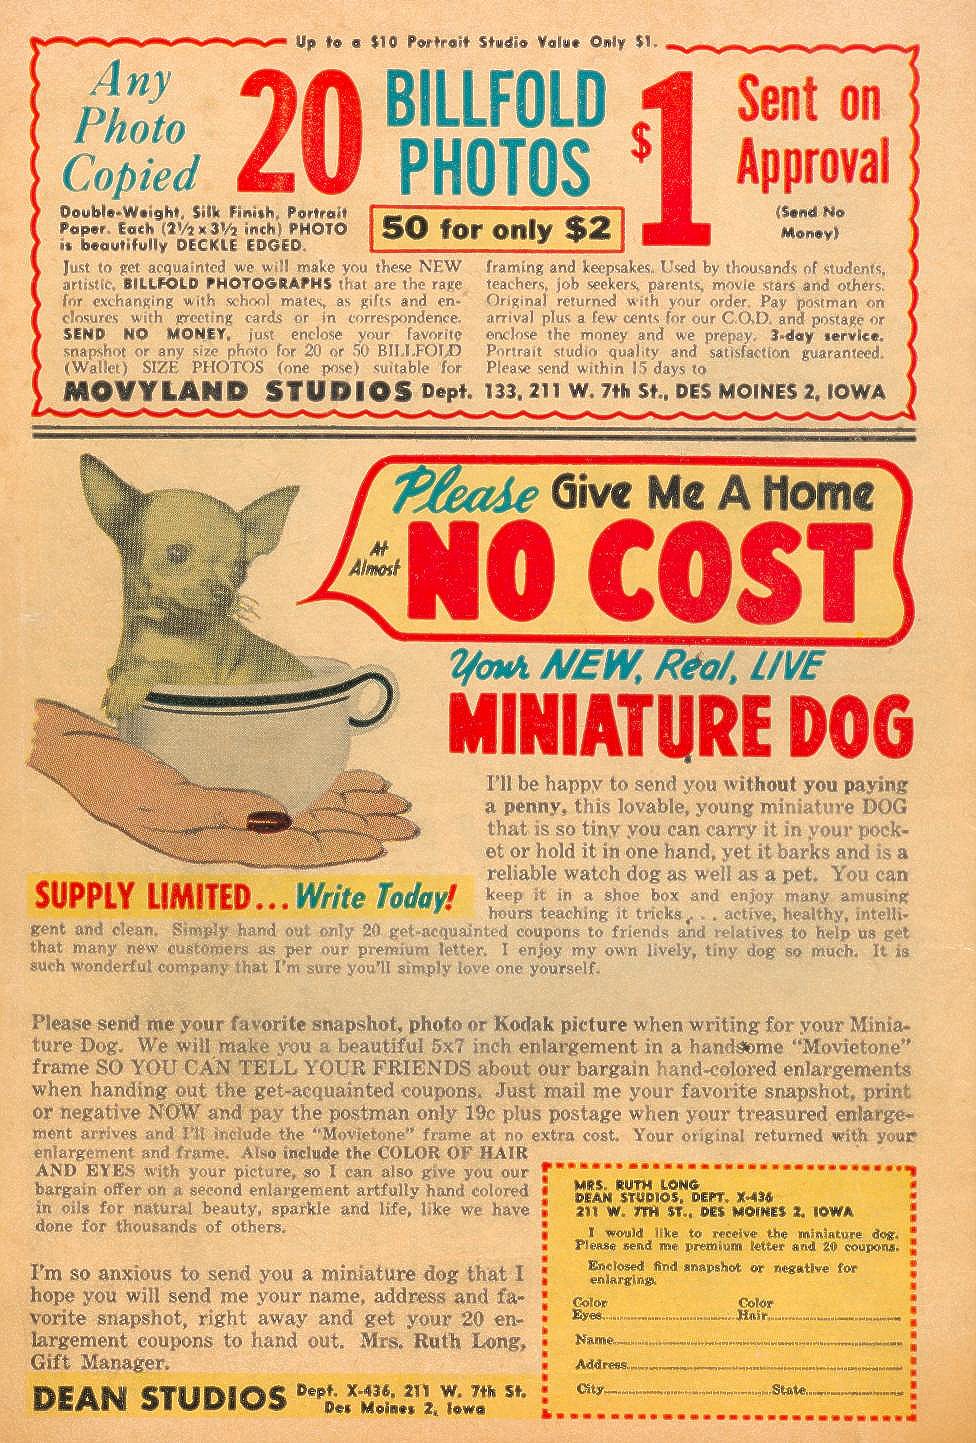 Up to a $10 Portrait Studio Value Only $1.
Any
Photo
Copied
20
BILLFOLD
PHOTOS
$1
Sent on
Approval
(Send No
Money)
Double-Weight, Silk Finish, Portrait
Paper. Each (2½ x 3½ inch) PHOTO
is beautifully DECKLE EDGED.
50 for only $2
Just to get acquainted we will make you these NEW
artistic, BILLFOLD PHOTOGRAPHS that are the rage
for exchanging with school mates, as gifts and en-
closures with greeting cards or in correspondence.
SEND NO MONEY, just enclose your favorite
snapshot or any size photo for 20 or 50 BILLFOLD
(Wallet) SIZE PHOTOS (one pose) suitable for
framing and keepsakes. Used by thousands of students,
teachers, job seekers, parents, movie stars and others.
Original returned with your order. Pay postman on
arrival plus a few cents for our C.O.D. and postage or
enclose the money and we prepay. 3-day service.
Portrait studio quality and satisfaction guaranteed.
Please send within 15 days to
MOVYLAND STUDIOS Dept. 133, 211 W. 7th St., DES MOINES 2, IOWA
Please Give Me A Home
At
Almost
NO COST
Your NEW, Real, LIVE
MINIATURE DOG
I'll be happy to send you without you paying
a penny, this lovable, young miniature DOG
that is so tiny you can carry it in your pock-
et or hold it in one hand, yet it barks and is a
reliable watch dog as well as a pet. You can
keep it in a shoe box and enjoy many amusing
hours teaching it tricks . . . active, healthy, intelli-
SUPPLY LIMITED... Write Today!
gent and clean. Simply hand out only 20 get-acquainted coupons to friends and relatives to help us get
that many new customers as per our premium letter. I enjoy my own lively, tiny dog so much. It is
such wonderful company that I'm sure you'll simply love one yourself.
Please send me your favorite snapshot, photo or Kodak picture when writing for your Minia-
ture Dog. We will make you a beautiful 5x7 inch enlargement in a handsome "Movietone"
frame SO YOU CAN TELL YOUR FRIENDS about our bargain hand-colored enlargements
when handing out the get-acquainted coupons. Just mail me your favorite snapshot, print
or negative NOW and pay the postman only 19c plus postage when your treasured enlarge-
ment arrives and I'll include the "Movietone" frame at no extra cost. Your original returned with your
enlargement and frame. Also include the COLOR OF HAIR
AND EYES with your picture, so I can also give you our
bargain offer on a second enlargement artfully hand colored
in oils for natural beauty, sparkle and life, like we have
done for thousands of others.
I'm so anxious to send you a miniature dog that I
hope you will send me your name, address and fa-
vorite snapshot, right away and get your 20 en-
largement coupons to hand out. Mrs. Ruth Long,
Gift Manager.
DEAN STUDIOS Dept. X-436, 211 W. 7th St.
Des Moines 2, Iowa
MRS. RUTH LONG
DEAN STUDIOS, DEPT. X-436
211 W. 7TH ST., DES MOINES 2, IOWA
I would like to receive the miniature dog.
Please send me premium letter and 20 coupons.
Enclosed find snapshot or negative for
enlarging.
Color Color
Eyes Hair
Name
Address
City State